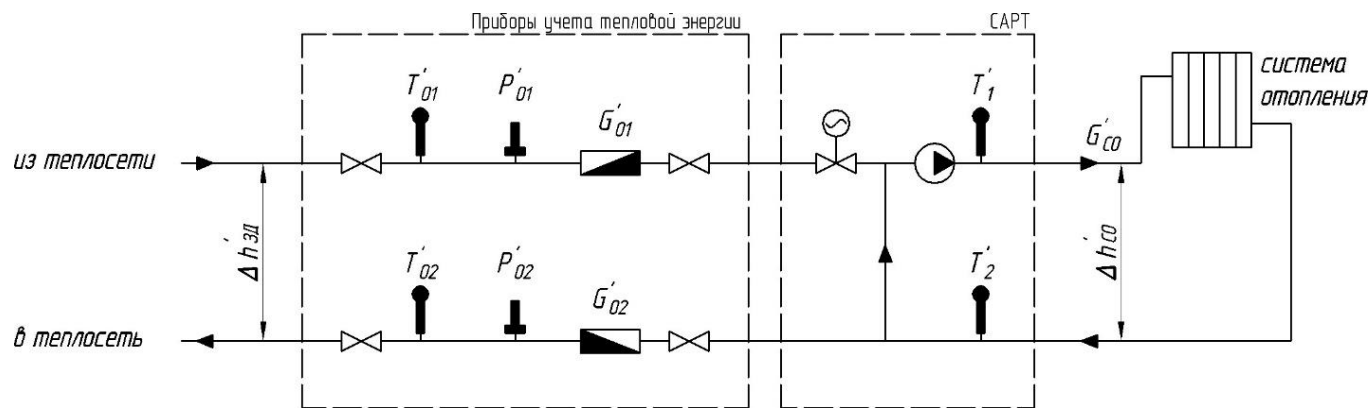 Приборы учета тепловой энергии
САРТ
T'01
P'01
G'01
T'1
G'CO
система
отопления
из теплосети
Δh'ЗД
T'02
P'02
G'02
T'2
Δh'CO
в теплосеть